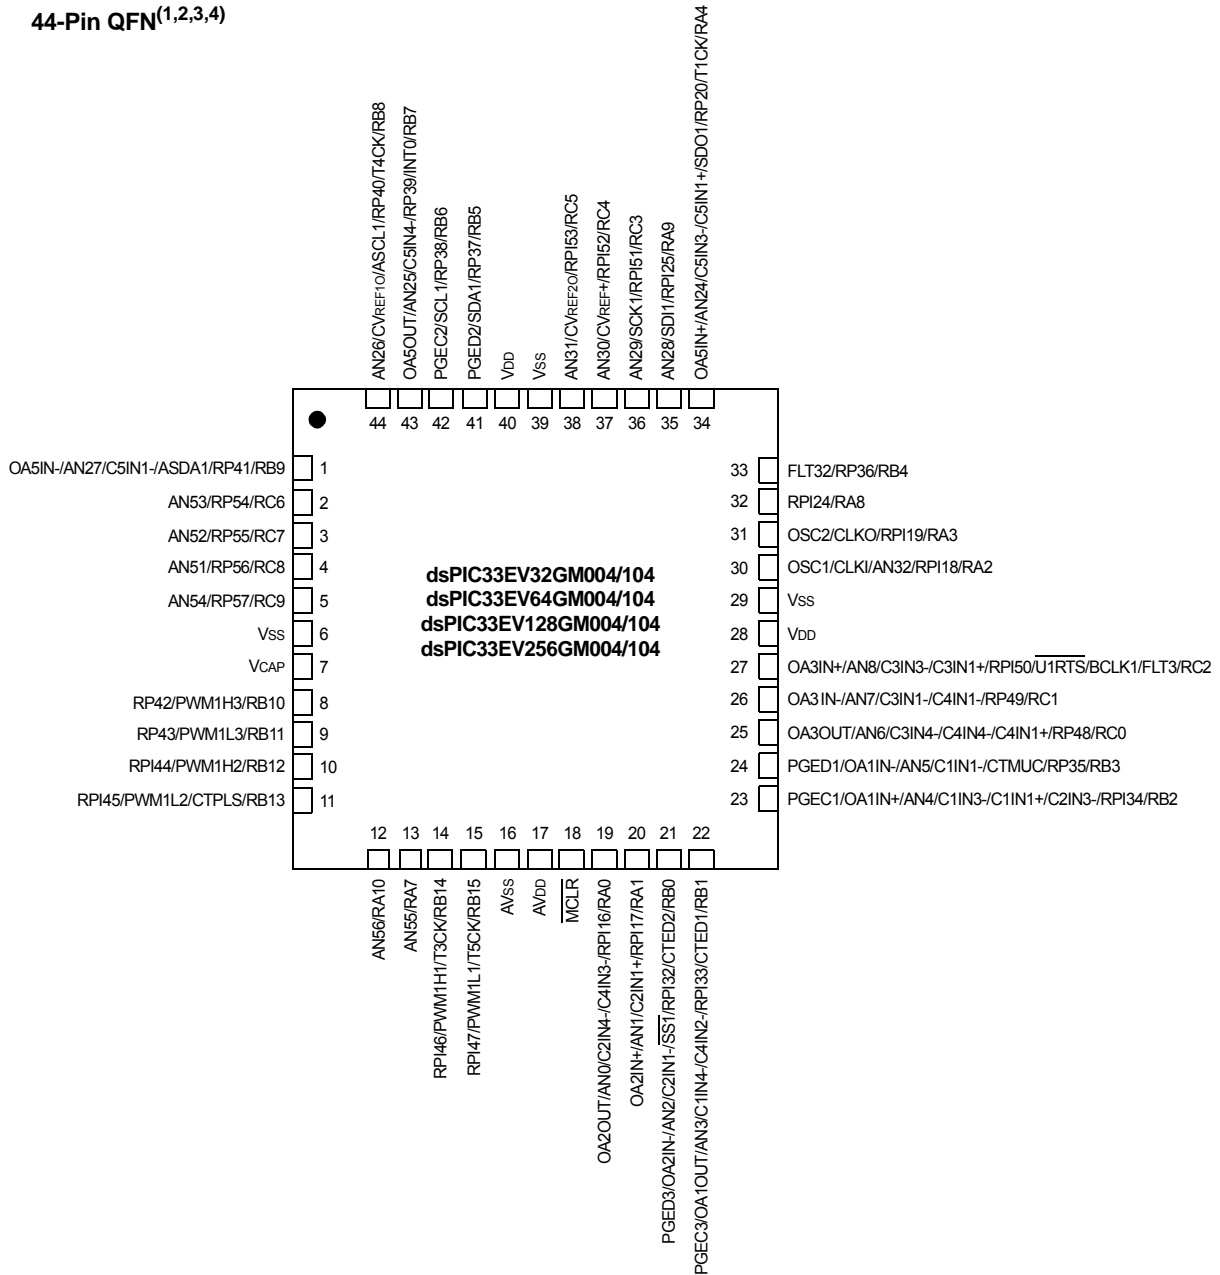 44-Pin QFN(1,2,3,4)
AN26/CVREF1O/ASCL1/RP40/T4CK/RB8
OA5OUT/AN25/C5IN4-/RP39/INT0/RB7
PGEC2/SCL1/RP38/RB6
PGED2/SDA1/RP37/RB5
VDD
VSS
AN31/CVREF2O/RPI53/RC5
AN30/CVREF+/RPI52/RC4
AN29/SCK1/RPI51/RC3
AN28/SDI1/RPI25/RA9
OA5IN+/AN24/C5IN3-/C5IN1+/SDO1/RP20/T1CK/RA4
44 43 42 41 40 39 38 37 36 35 34
OA5IN-/AN27/C5IN1-/ASDA1/RP41/RB9 1
AN53/RP54/RC6 2
AN52/RP55/RC7 3
AN51/RP56/RC8 4
AN54/RP57/RC9 5
VSS 6
VCAP 7
RP42/PWM1H3/RB10 8
RP43/PWM1L3/RB11 9
RPI44/PWM1H2/RB12 10
RPI45/PWM1L2/CTPLS/RB13 11
dsPIC33EV32GM004/104
dsPIC33EV64GM004/104
dsPIC33EV128GM004/104
dsPIC33EV256GM004/104
33 FLT32/RP36/RB4
32 RPI24/RA8
31 OSC2/CLKO/RPI19/RA3
30 OSC1/CLKI/AN32/RPI18/RA2
29 VSS
28 VDD
27 OA3IN+/AN8/C3IN3-/C3IN1+/RPI50/U1RTS/BCLK1/FLT3/RC2
26 OA3IN-/AN7/C3IN1-/C4IN1-/RP49/RC1
25 OA3OUT/AN6/C3IN4-/C4IN4-/C4IN1+/RP48/RC0
24 PGED1/OA1IN-/AN5/C1IN1-/CTMUC/RP35/RB3
23 PGEC1/OA1IN+/AN4/C1IN3-/C1IN1+/C2IN3-/RPI34/RB2
12 13 14 15 16 17 18 19 20 21 22
AN56/RA10
AN55/RA7
RPI46/PWM1H1/T3CK/RB14
RPI47/PWM1L1/T5CK/RB15
AVSS
AVDD
MCLR
OA2OUT/AN0/C2IN4-/C4IN3-/RPI16/RA0
OA2IN+/AN1/C2IN1+/RPI17/RA1
PGED3/OA2IN-/AN2/C2IN1-/SS1/RPI32/CTED2/RB0
PGEC3/OA1OUT/AN3/C1IN4-/C4IN2-/RPI33/CTED1/RB1